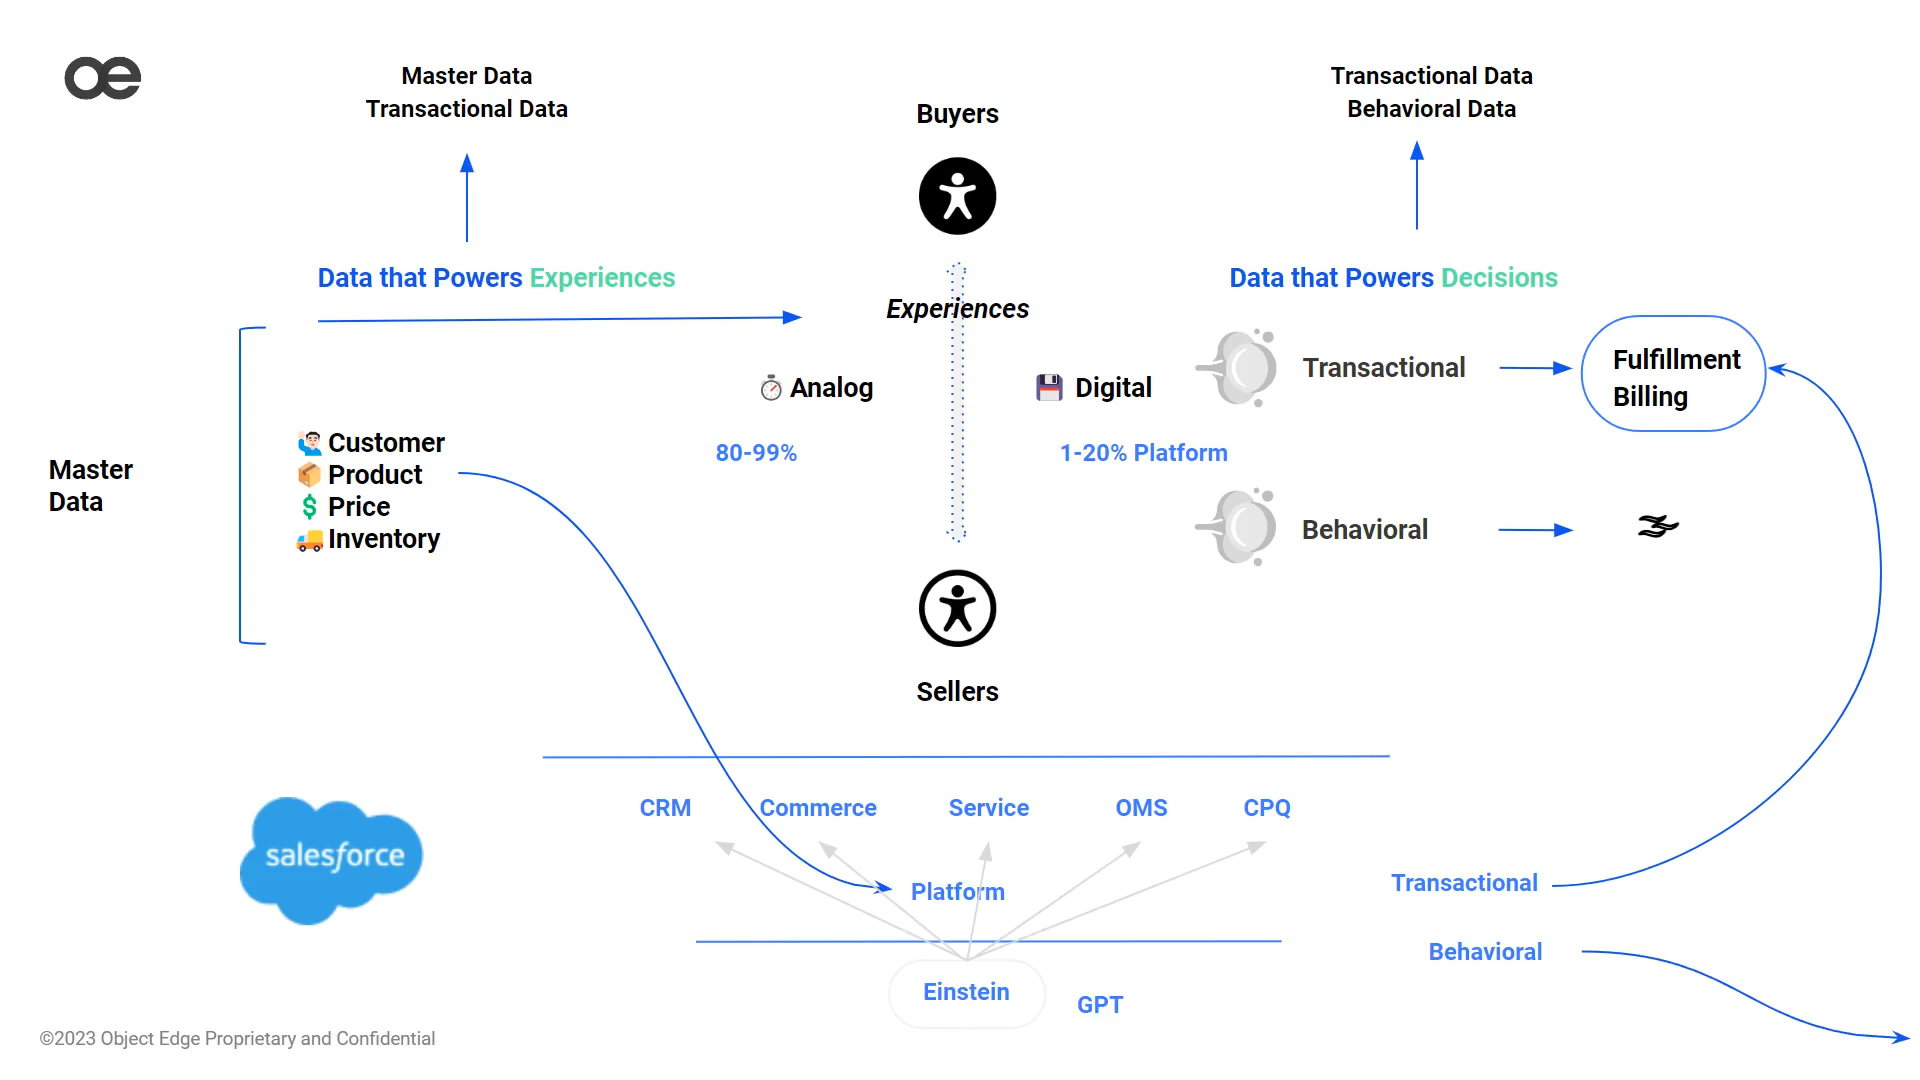 oe
Master Data
Transactional Data
Buyers
Transactional Data
Behavioral Data
Data that Powers Experiences
Experiences
Data that Powers Decisions
Analog
Digital
80-99%
1-20% Platform
Transactional
Fulfillment
Billing
Behavioral
Master
Data
Customer
Product
Price
Inventory
Sellers
salesforce
CRM
Commerce
Service
OMS
CPQ
Platform
Transactional
Behavioral
Einstein
GPT
©2023 Object Edge Proprietary and Confidential